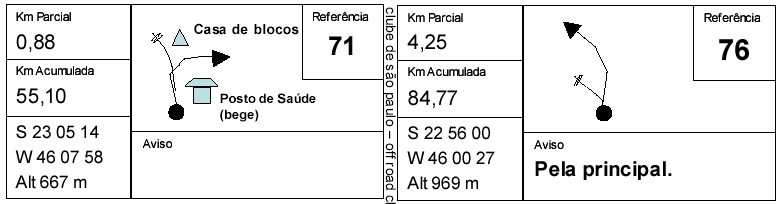 Km Parcial
0,88
Km Acumulada
55,10
S 23 05 14
W 46 07 58
Alt 667 m
Casa de blocos
Posto de Saúde
(bege)
Referência
71
Aviso
clube de são paulo – off road cl
Km Parcial
4,25
Km Acumulada
84,77
S 22 56 00
W 46 00 27
Alt 969 m
Referência
76
Aviso
Pela principal.